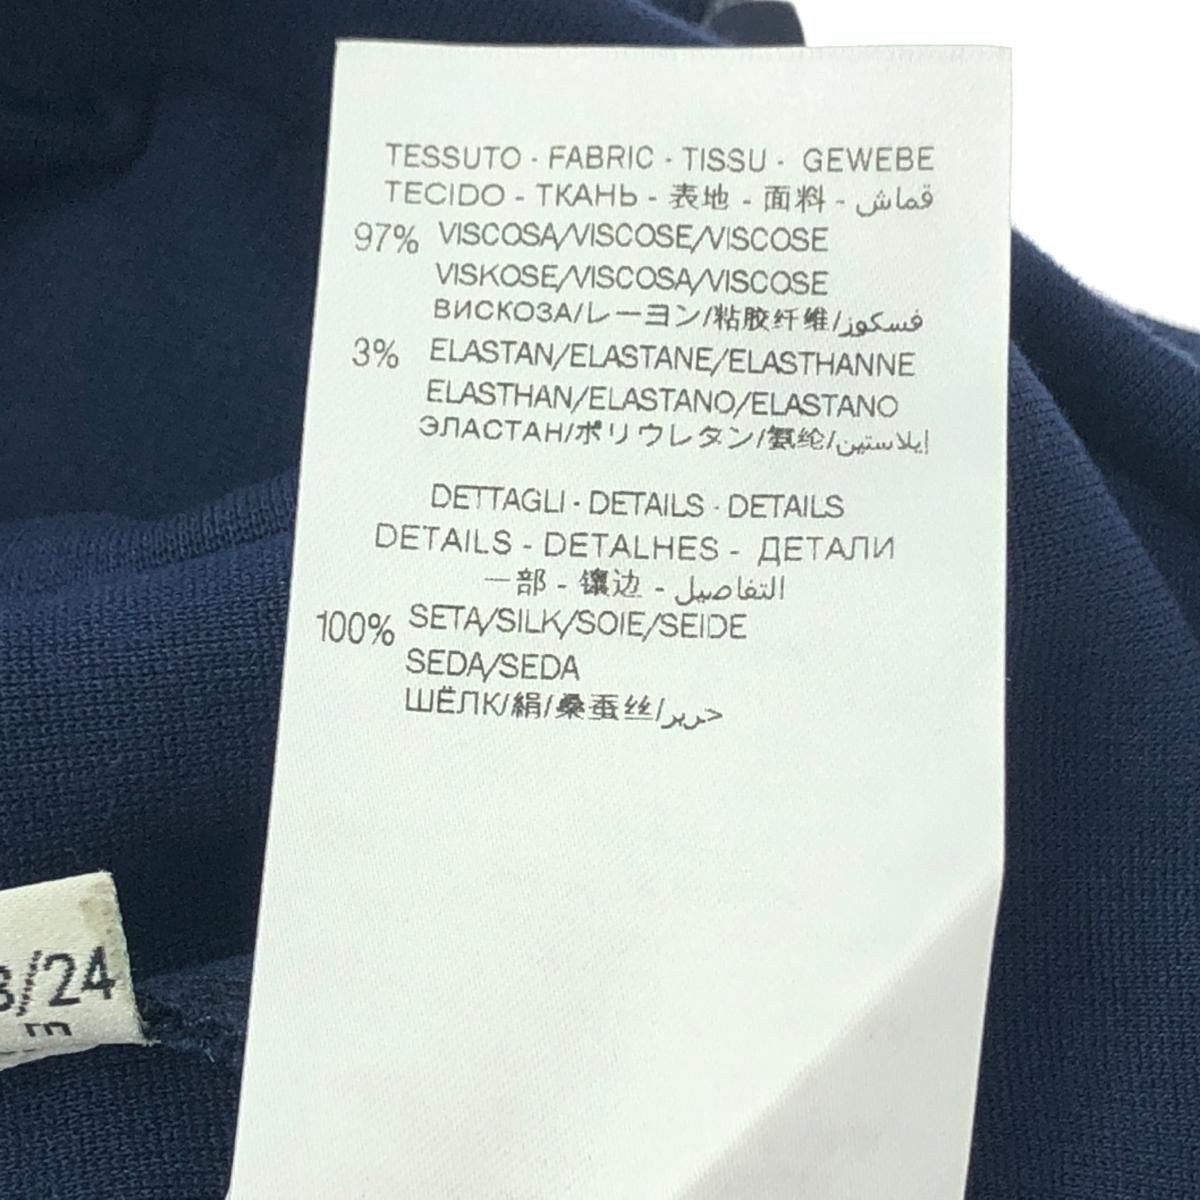 TESSUTO - FABRIC - TISSU - GEWEBE
TECIDO - ТКАНЬ - 表地 - 面料 - قماش
97% VISCOSA/VISCOSE/VISCOSE
VISKOSE/VISCOSA/VISCOSE
ВИСКОЗА/レーヨン/粘胶纤维/فسكوز
3% ELASTAN/ELASTANE/ELASTHANNE
ELASTHAN/ELASTANO/ELASTANO
ЭЛАСТАН/ポリウレタン/氨纶/إيلاستين
DETTAGLI - DETAILS - DETAILS
DETAILS - DETALHES - ДЕТАЛИ
一部 - 镶边 - التفاصيل
100% SETA/SILK/SOIE/SEIDE
SEDA/SEDA
ШЁЛК/絹/桑蚕丝/حرير
3/24